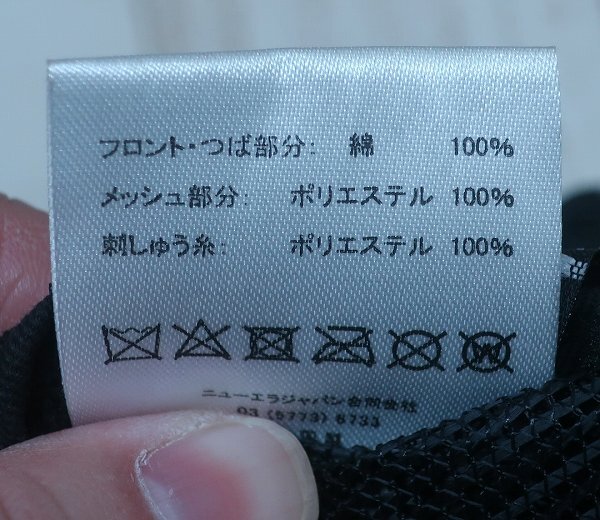 フロント・つば部分: 綿 100%
メッシュ部分: ポリエステル 100%
刺しゅう糸: ポリエステル 100%
W
ニューエラジャパン合同会社
03 (5773) 6733